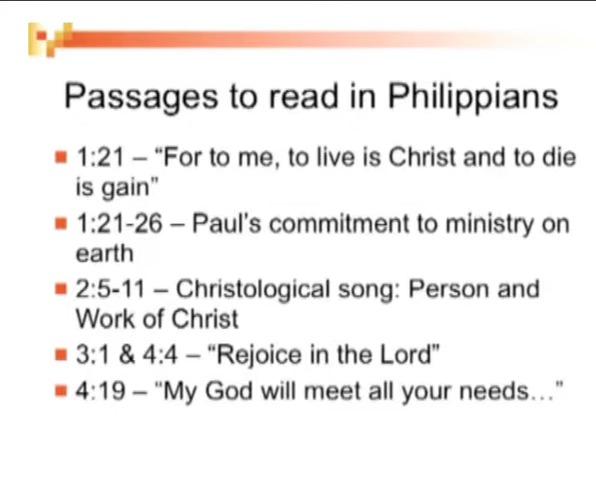 Passages to read in Philippians
■ 1:21 – “For to me, to live is Christ and to die
is gain”
■ 1:21-26 – Paul's commitment to ministry on
earth
■ 2:5-11 – Christological song: Person and
Work of Christ
■ 3:1 & 4:4 – “Rejoice in the Lord”
■ 4:19 – “My God will meet all your needs…”